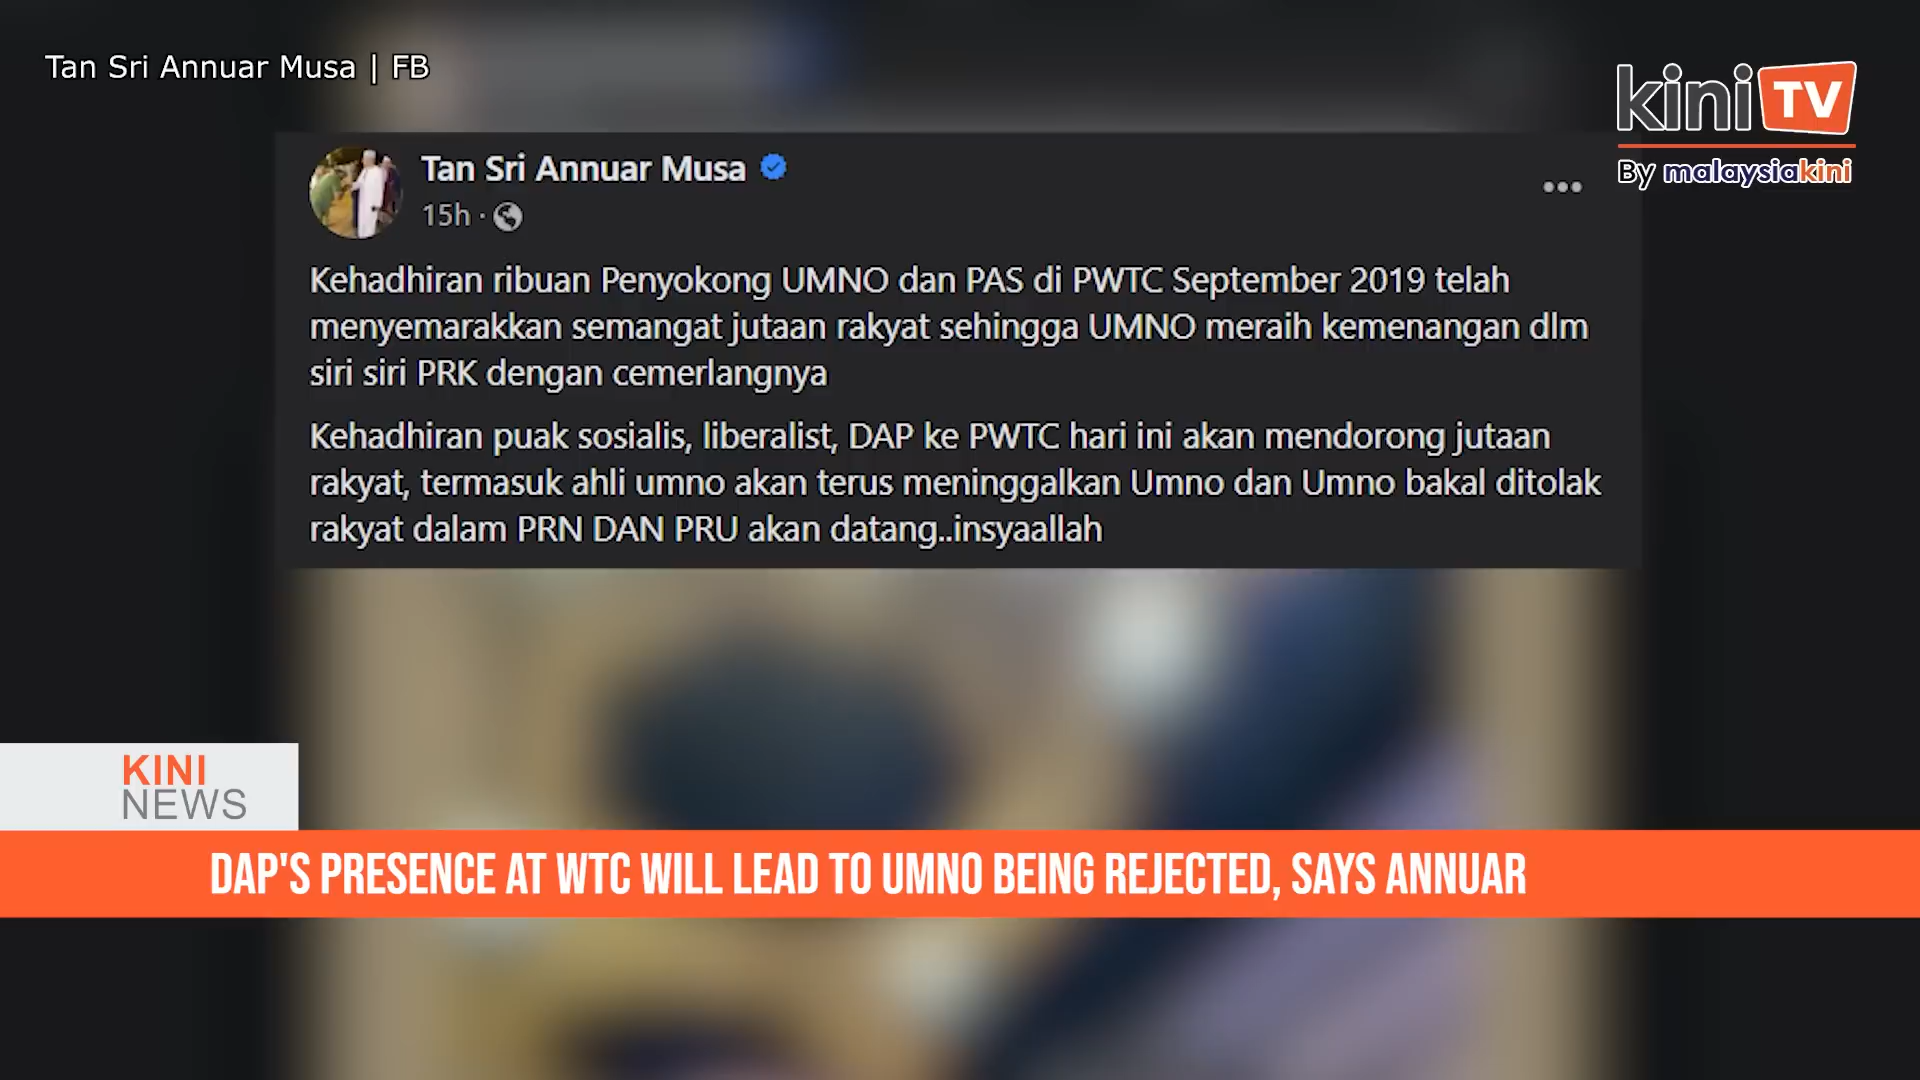 Tan Sri Annuar Musa | FB
kini TV
By malaysiakini
Tan Sri Annuar Musa
15h ·
Kehadhiran ribuan Penyokong UMNO dan PAS di PWTC September 2019 telah
menyemarakkan semangat jutaan rakyat sehingga UMNO meraih kemenangan dlm
siri siri PRK dengan cemerlangnya
Kehadhiran puak sosialis, liberalist, DAP ke PWTC hari ini akan mendorong jutaan
rakyat, termasuk ahli umno akan terus meninggalkan Umno dan Umno bakal ditolak
rakyat dalam PRN DAN PRU akan datang..insyaallah
KINI
NEWS
DAP'S PRESENCE AT WTC WILL LEAD TO UMNO BEING REJECTED, SAYS ANNUAR